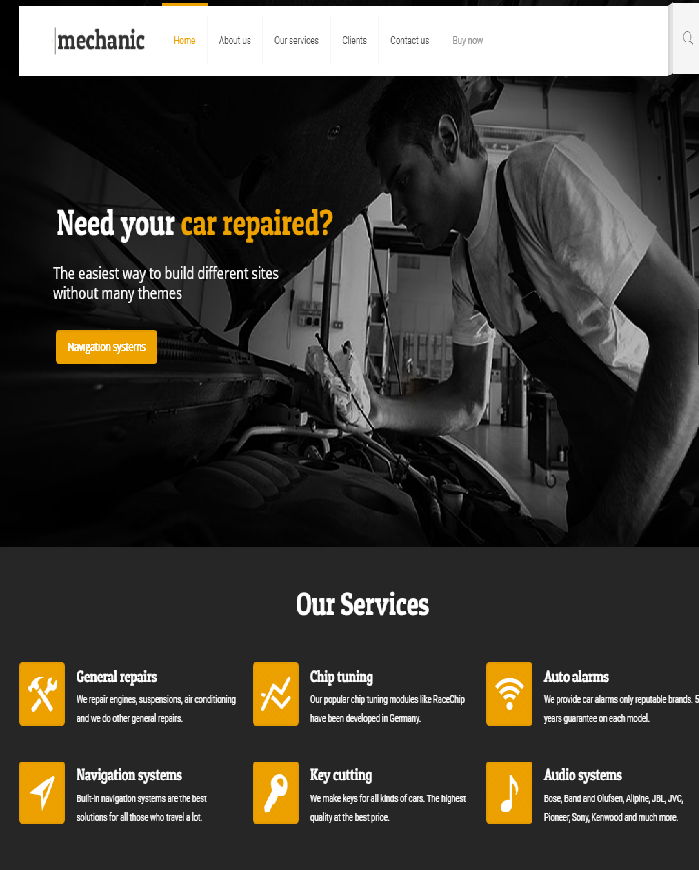 mechanic
Home About us Our services Clients Contact us Buy now
Need your car repaired?
The easiest way to build different sites
without many themes
Navigation systems
Our Services
General repairs
We repair engines, suspensions, air conditioning
and we do other general repairs.
Chip tuning
Our popular chip tuning modules like RaceChip
have been developed in Germany.
Auto alarms
We provide car alarms only reputable brands. 5
years guarantee on each model.
Navigation systems
Built-in navigation systems are the best
solutions for all those who travel a lot.
Key cutting
We make keys for all kinds of cars. The highest
quality at the best price.
Audio systems
Bose, Band and Olufsen, Allpine, JBL, JVC,
Pioneer, Sony, Kenwood and much more.